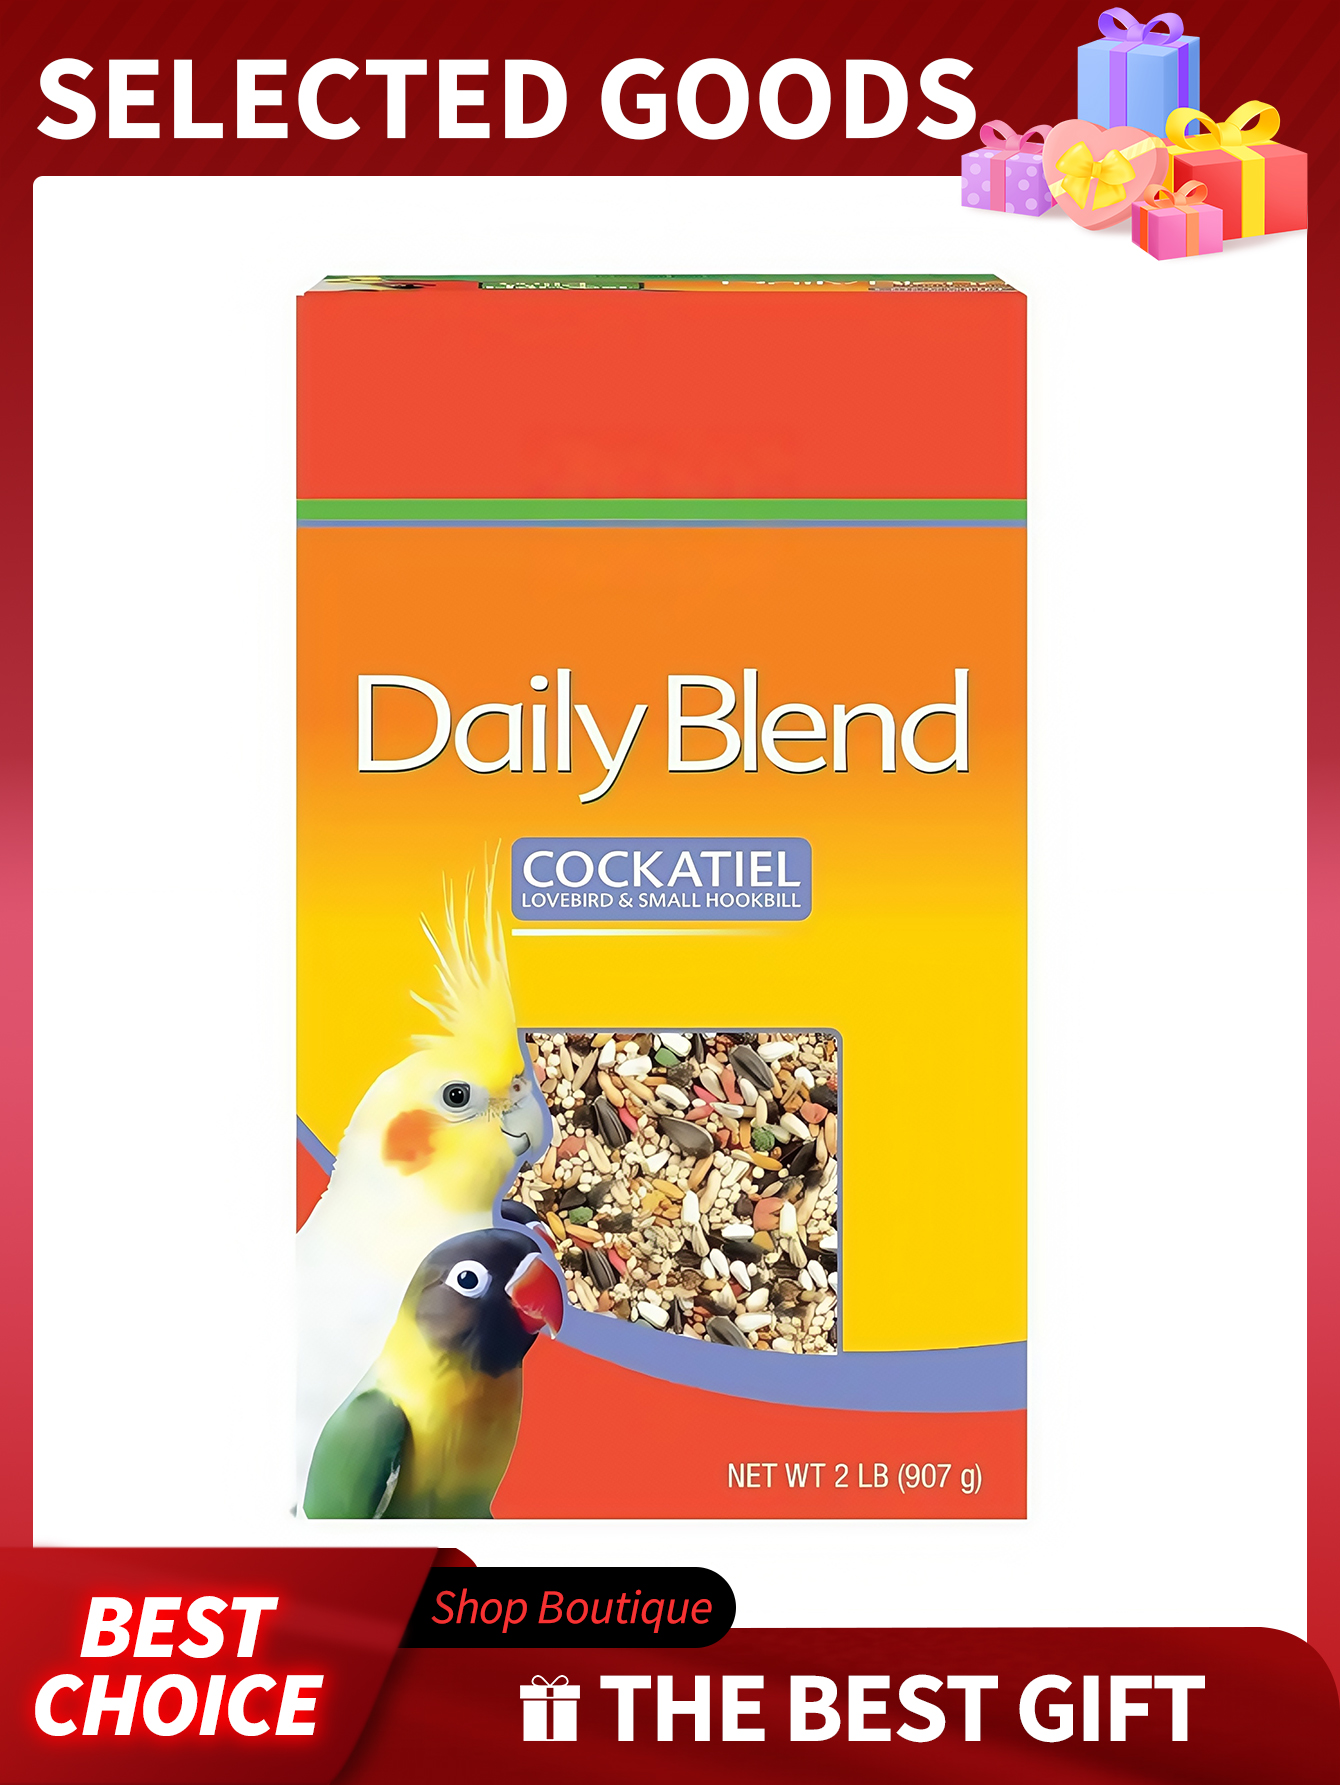 SELECTED GOODS
Daily Blend
COCKATIEL
LOVEBIRD & SMALL HOOKBILL
NET WT 2 LB (907 g)
BEST
CHOICE
Shop Boutique
THE BEST GIFT